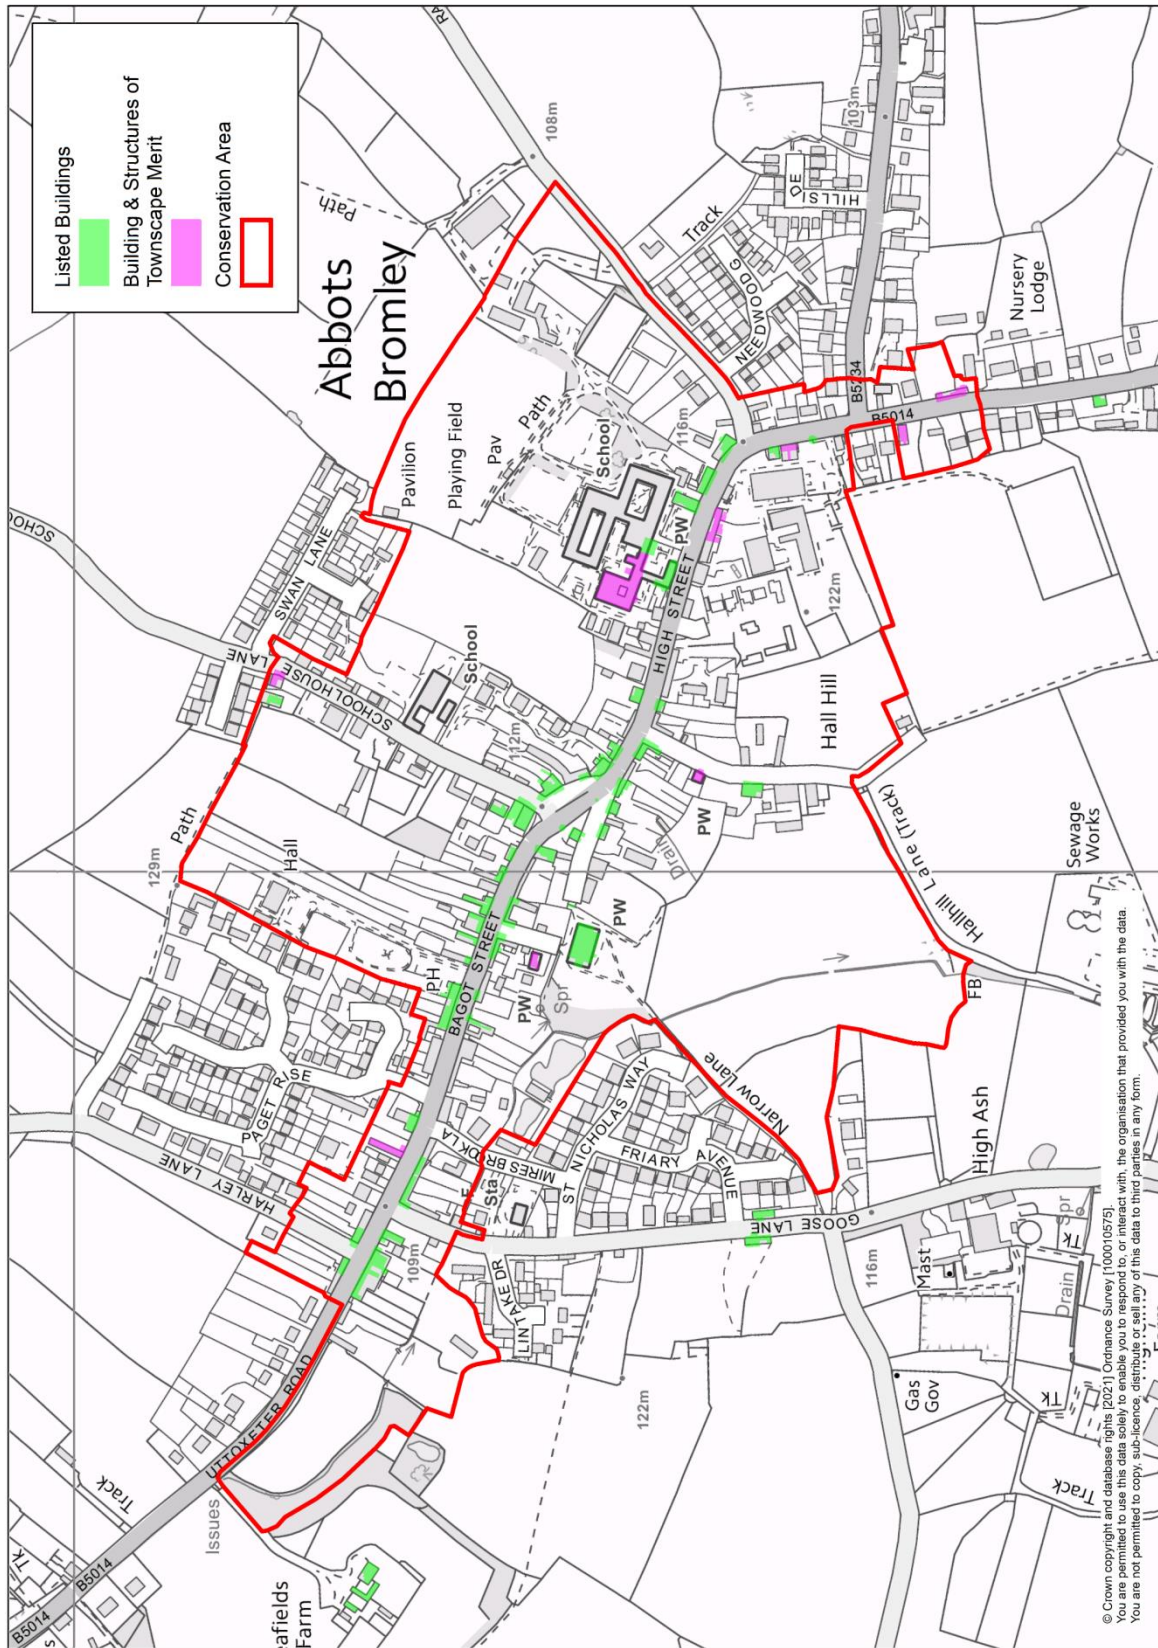 Listed Buildings
Building & Structures of
Townscape Merit
Conservation Area
Abbots
Bromley
B5014
B5014
Track
UTTOXETER ROAD
Issues
Farm
Tk
HARLEY LANE
PAGET RISE
129m
Path
Hall
PH
BAGOT STREET
109m
MIRES BROOK LA
Sta
LINTAKE DR
ST NICHOLAS WAY
FRIARY AVENUE
GOOSE LANE
Narrow Lane
122m
116m
Mast
Gas
Gov
Tk
Track
Drain
Tk
Spr
High Ash
FB
Sewage
Works
Hallhill Lane (Track)
PW
Spr
PW
Drain
PW
Hall Hill
122m
SWAN LANE
SCHOOLHOUSE
LANE
School
112m
HIGH STREET
PW
School
Pavilion
Playing Field
Pav
Path
116m
Path
108m
Track
NEEDWOOD G
HILLSI
DE
103m
B5234
B5014
Nursery
Lodge
© Crown copyright and database rights [2021] Ordnance Survey [100010575].
You are permitted to use this data solely to enable you to respond to, or interact with, the organisation that provided you with the data.
You are not permitted to copy, sub-licence, distribute or sell any of this data to third parties in any form.